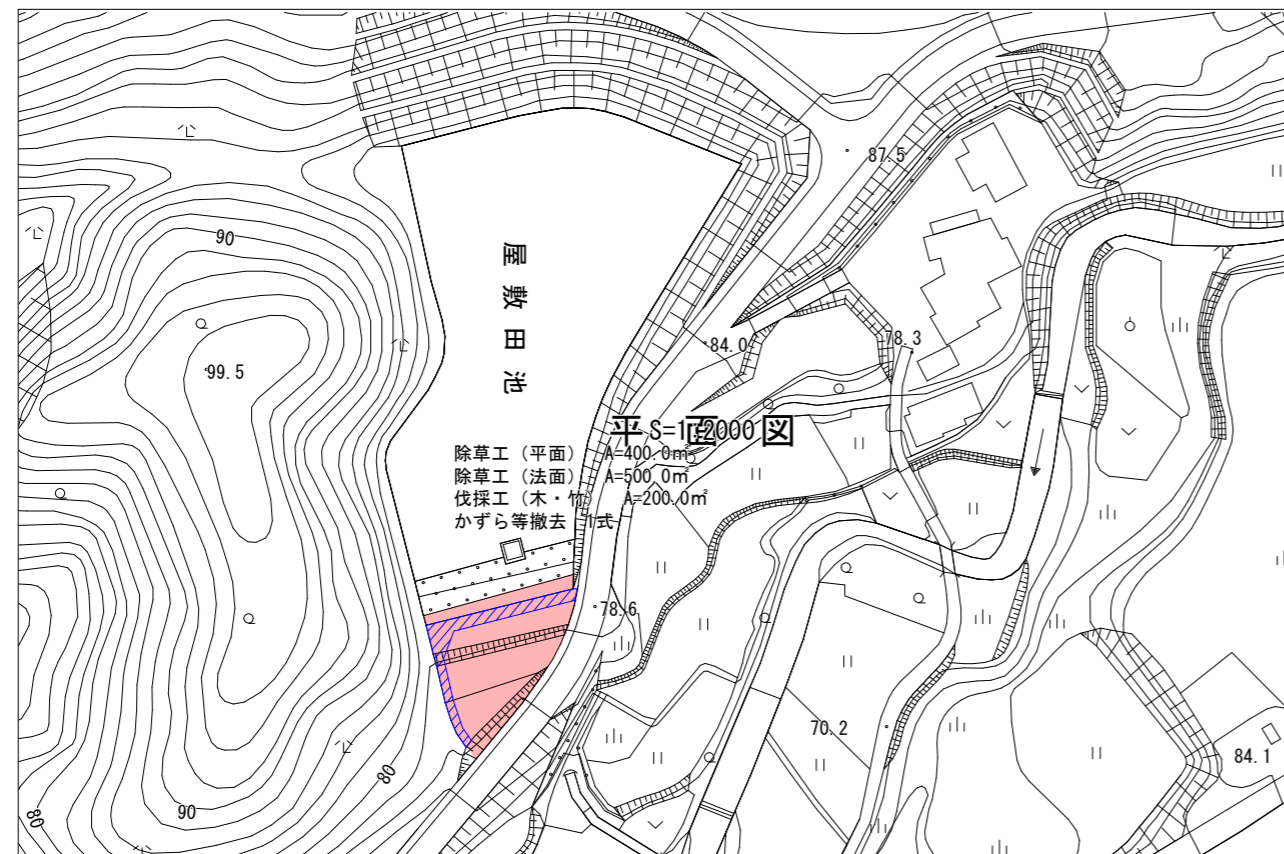 87.5
90
屋敷田池
84.0
78.3
99.5
平面図
S=1:2000
除草工（平面） A=400.0㎡
除草工（法面） A=500.0㎡
伐採工（木・竹） A=200.0㎡
かずら等撤去 1式
78.6
70.2
84.1
80
90
80